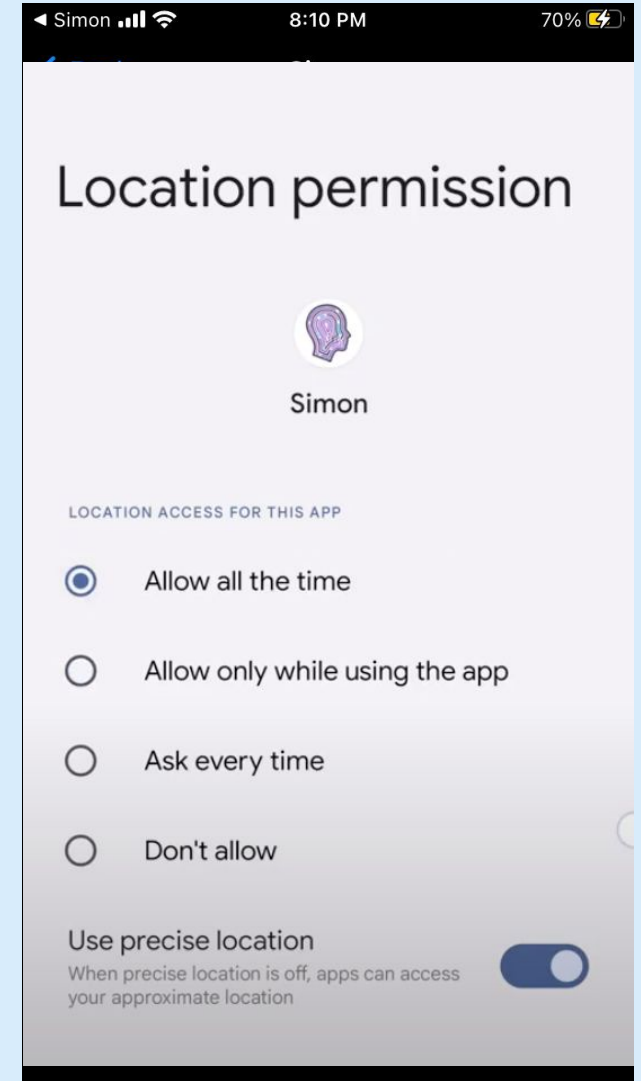 ◀ Simon
8:10 PM
70%
Location permission
Simon
LOCATION ACCESS FOR THIS APP
Allow all the time
Allow only while using the app
Ask every time
Don't allow
Use precise location
When precise location is off, apps can access
your approximate location